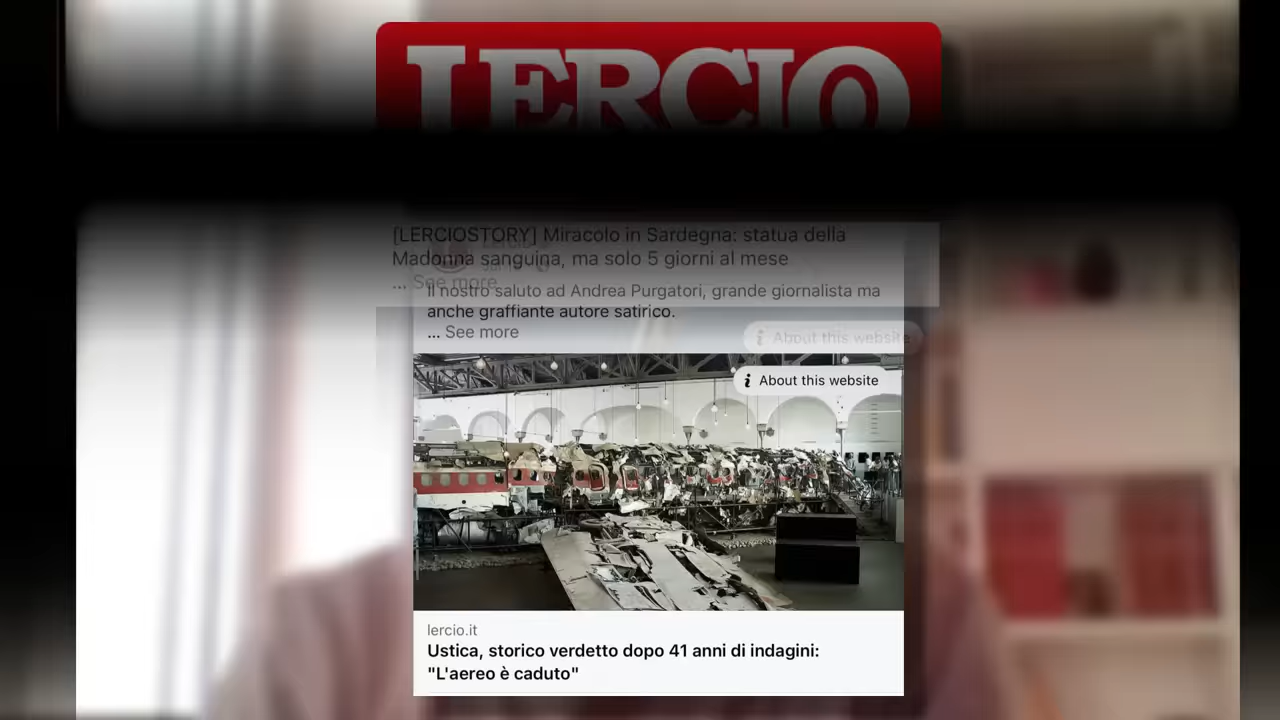 LERCIO
[LERCIOSTORY] Miracolo in Sardegna: statua della
Madonna sanguina, ma solo 5 giorni al mese
... See more
Il nostro saluto ad Andrea Purgatori, grande giornalista ma
anche graffiante autore satirico.
... See more
About this website
About this website
lercio.it
Ustica, storico verdetto dopo 41 anni di indagini:
"L'aereo è caduto"